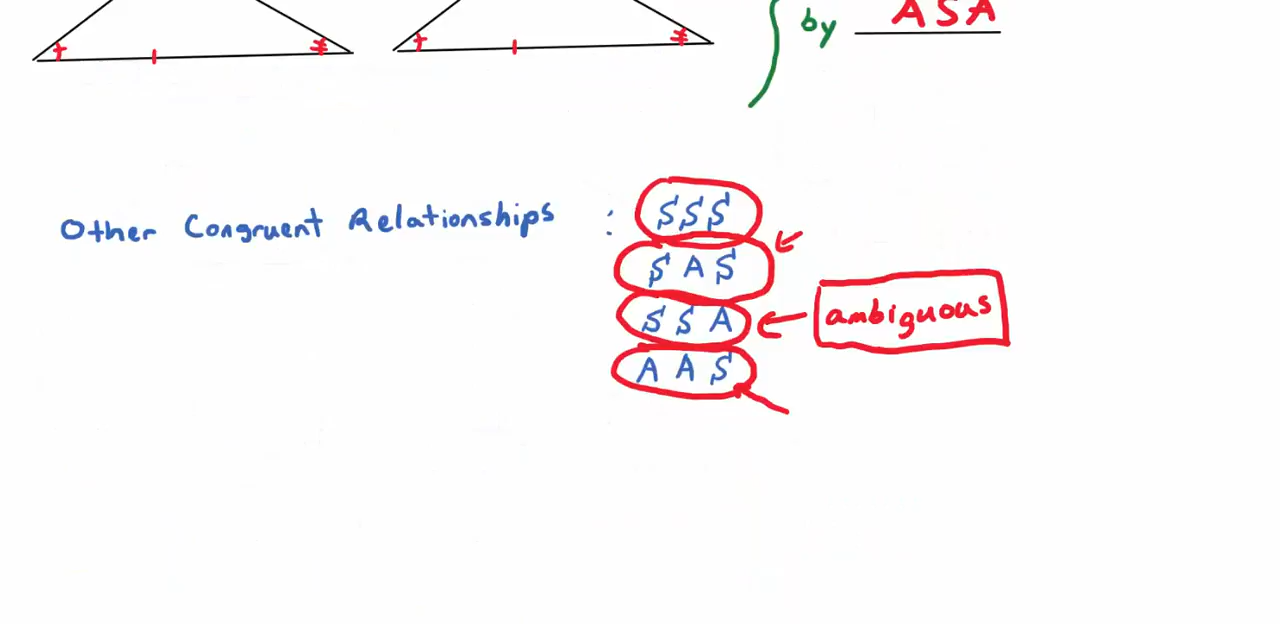 by ASA
Other Congruent Relationships : SSS
SAS
SSA ambiguous
AAS